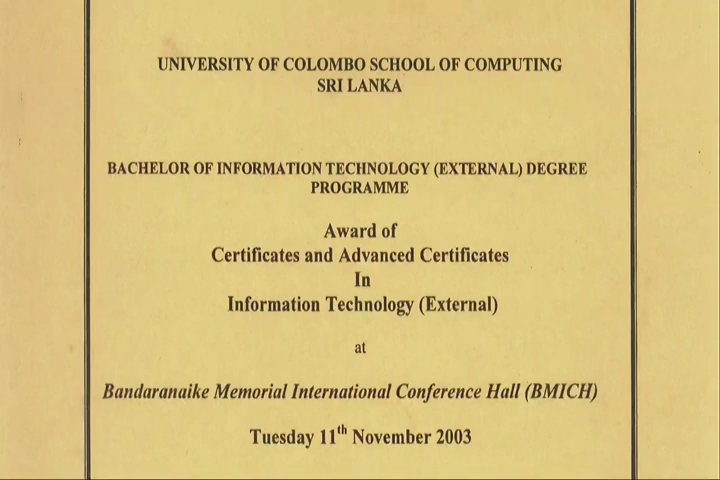 UNIVERSITY OF COLOMBO SCHOOL OF COMPUTING
SRI LANKA
BACHELOR OF INFORMATION TECHNOLOGY (EXTERNAL) DEGREE
PROGRAMME
Award of
Certificates and Advanced Certificates
In
Information Technology (External)
at
Bandaranaike Memorial International Conference Hall (BMICH)
Tuesday 11th November 2003